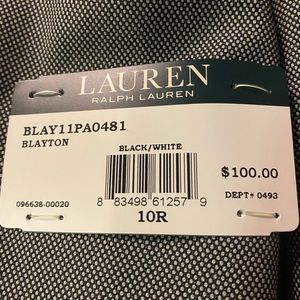 LAUREN
RALPH LAUREN
BLAY11PA0481
BLAYTON
BLACK/WHITE
$100.00
096638-00020
8 83498 61257 9
DEPT# 0493
10R